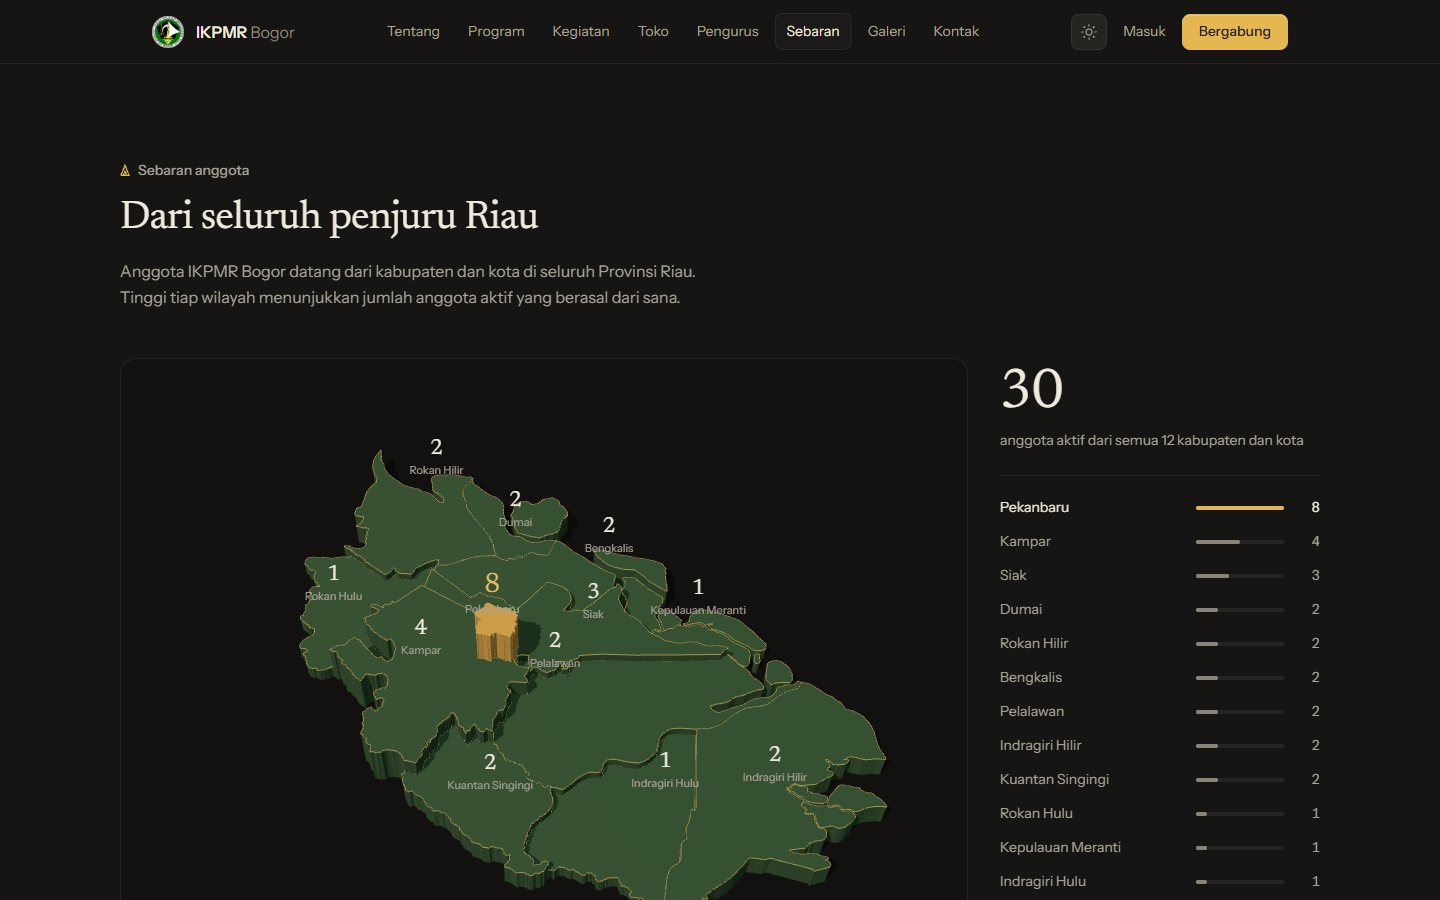 IKPMR Bogor
Tentang
Program
Kegiatan
Toko
Pengurus
Sebaran
Galeri
Kontak
Masuk
Bergabung
Sebaran anggota
Dari seluruh penjuru Riau
Anggota IKPMR Bogor datang dari kabupaten dan kota di seluruh Provinsi Riau.
Tinggi tiap wilayah menunjukkan jumlah anggota aktif yang berasal dari sana.
2
Rokan Hilir
2
Dumai
2
Bengkalis
1
Rokan Hulu
8
Pekanbaru
3
Siak
1
Kepulauan Meranti
4
Kampar
2
Pelalawan
2
Kuantan Singingi
1
Indragiri Hulu
2
Indragiri Hilir
30
anggota aktif dari semua 12 kabupaten dan kota
Pekanbaru 8
Kampar 4
Siak 3
Dumai 2
Rokan Hilir 2
Bengkalis 2
Pelalawan 2
Indragiri Hilir 2
Kuantan Singingi 2
Rokan Hulu 1
Kepulauan Meranti 1
Indragiri Hulu 1